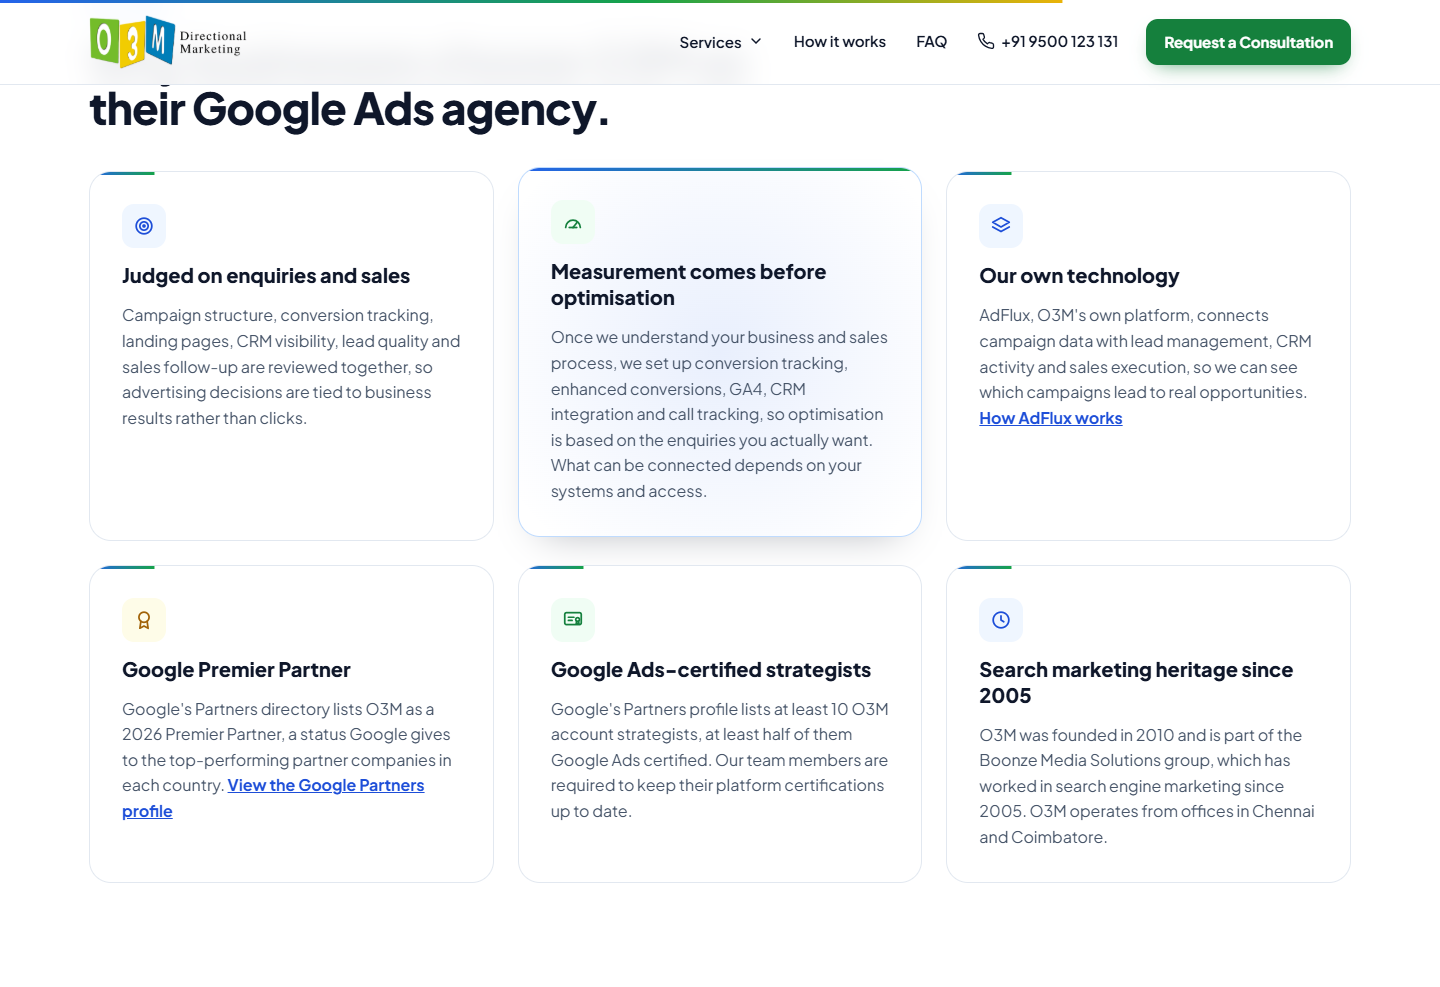 O3M Directional
Marketing
Services
How it works
FAQ
+91 9500 123 131
Request a Consultation
their Google Ads agency.
Judged on enquiries and sales
Campaign structure, conversion tracking,
landing pages, CRM visibility, lead quality and
sales follow-up are reviewed together, so
advertising decisions are tied to business
results rather than clicks.
Measurement comes before
optimisation
Once we understand your business and sales
process, we set up conversion tracking,
enhanced conversions, GA4, CRM
integration and call tracking, so optimisation
is based on the enquiries you actually want.
What can be connected depends on your
systems and access.
Our own technology
AdFlux, O3M's own platform, connects
campaign data with lead management, CRM
activity and sales execution, so we can see
which campaigns lead to real opportunities.
How AdFlux works
Google Premier Partner
Google's Partners directory lists O3M as a
2026 Premier Partner, a status Google gives
to the top-performing partner companies in
each country. View the Google Partners
profile
Google Ads-certified strategists
Google's Partners profile lists at least 10 O3M
account strategists, at least half of them
Google Ads certified. Our team members are
required to keep their platform certifications
up to date.
Search marketing heritage since
2005
O3M was founded in 2010 and is part of the
Boonze Media Solutions group, which has
worked in search engine marketing since
2005. O3M operates from offices in Chennai
and Coimbatore.